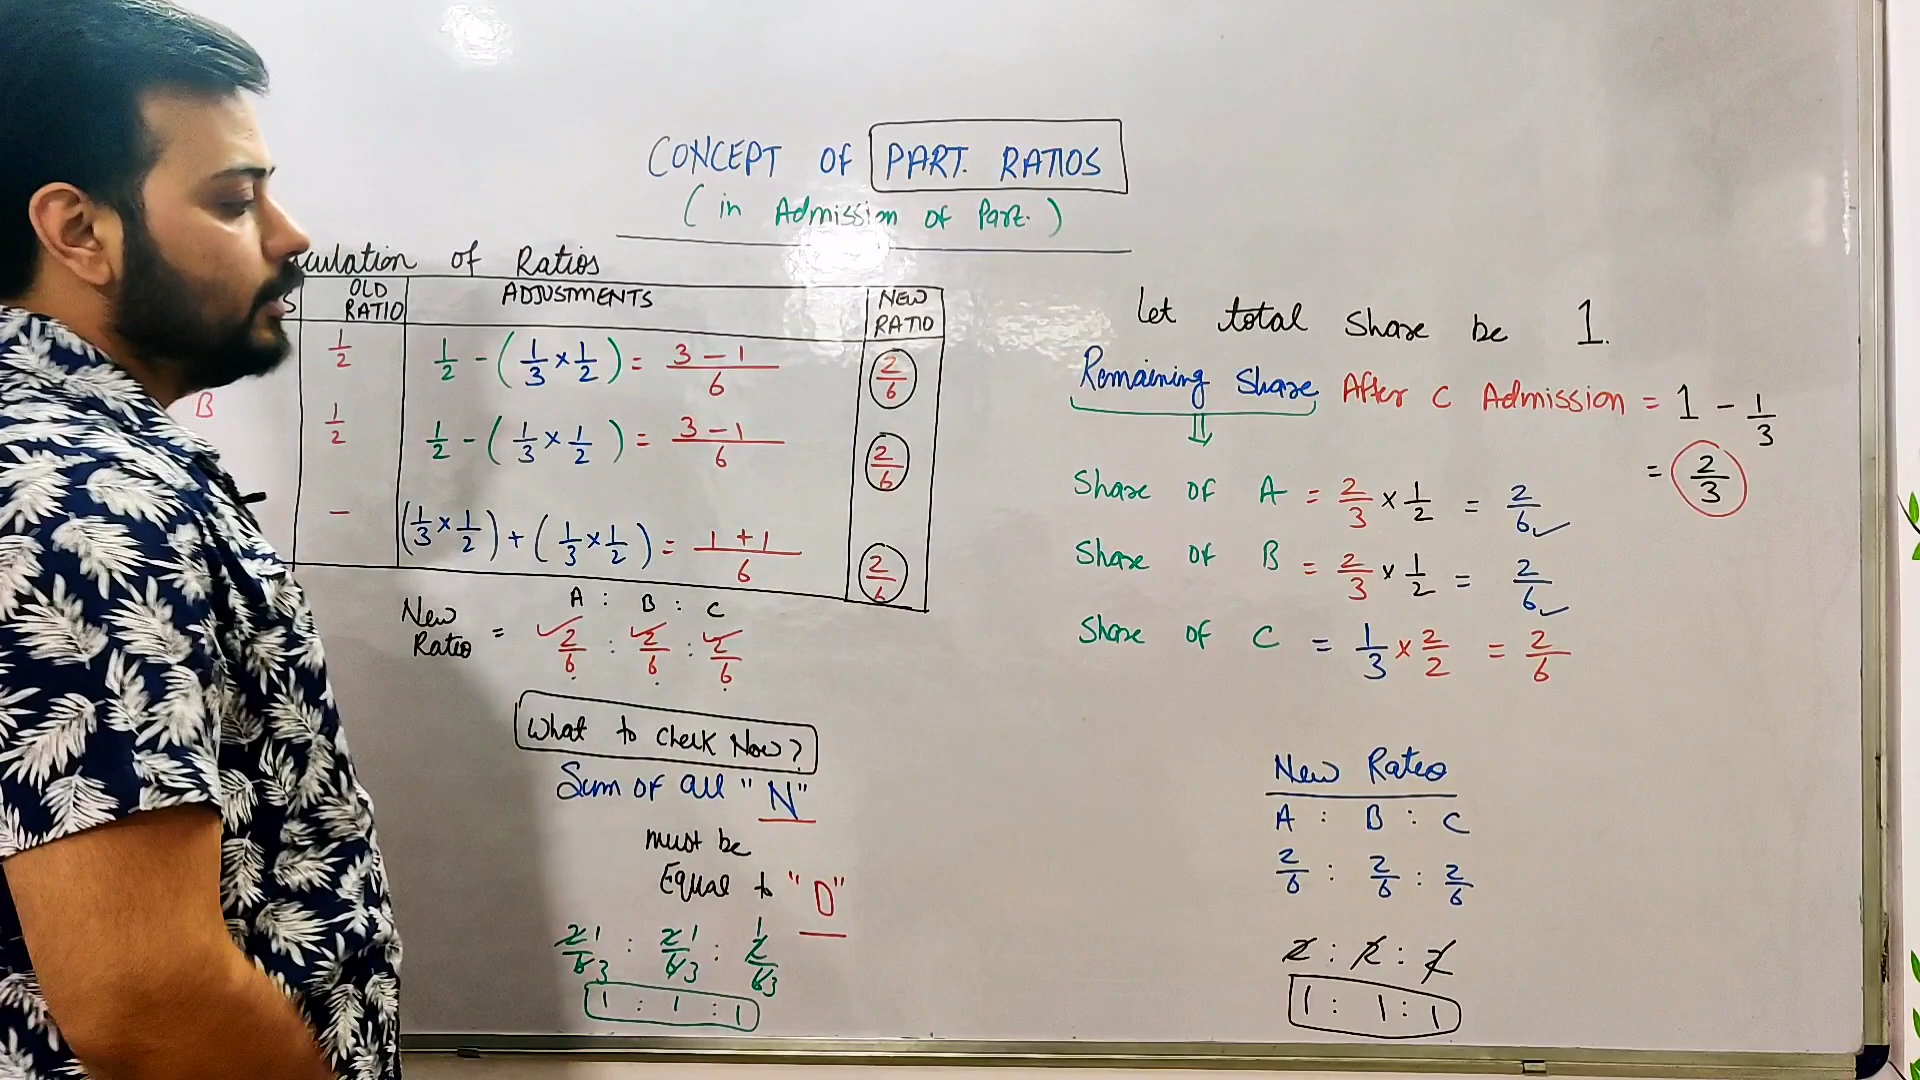 CONCEPT OF PART. RATIOS
(in Admission of Part.)
culation of Ratios
S OLD RATIO ADJUSTMENTS NEW RATIO
1/2 1/2 - (1/3 × 1/2) = 3 - 1/6 2/6
B 1/2 1/2 - (1/3 × 1/2) = 3 - 1/6 2/6
- (1/3 × 1/2) + (1/3 × 1/2) = 1 + 1/6 2/6
A : B : C
New Ratio = 2/6 : 2/6 : 2/6
What to check Now?
Sum of all "N"
must be
Equal to "D"
2/6 1/3 : 2/6 1/3 : 2/6 1/3
1 : 1 : 1
Let total Share be 1.
Remaining Share After C Admission = 1 - 1/3
= 2/3
Share of A = 2/3 × 1/2 = 2/6
Share of B = 2/3 × 1/2 = 2/6
Share of C = 1/3 × 2/2 = 2/6
New Ratio
A : B : C
2/6 : 2/6 : 2/6
2 : 2 : 2
1 : 1 : 1